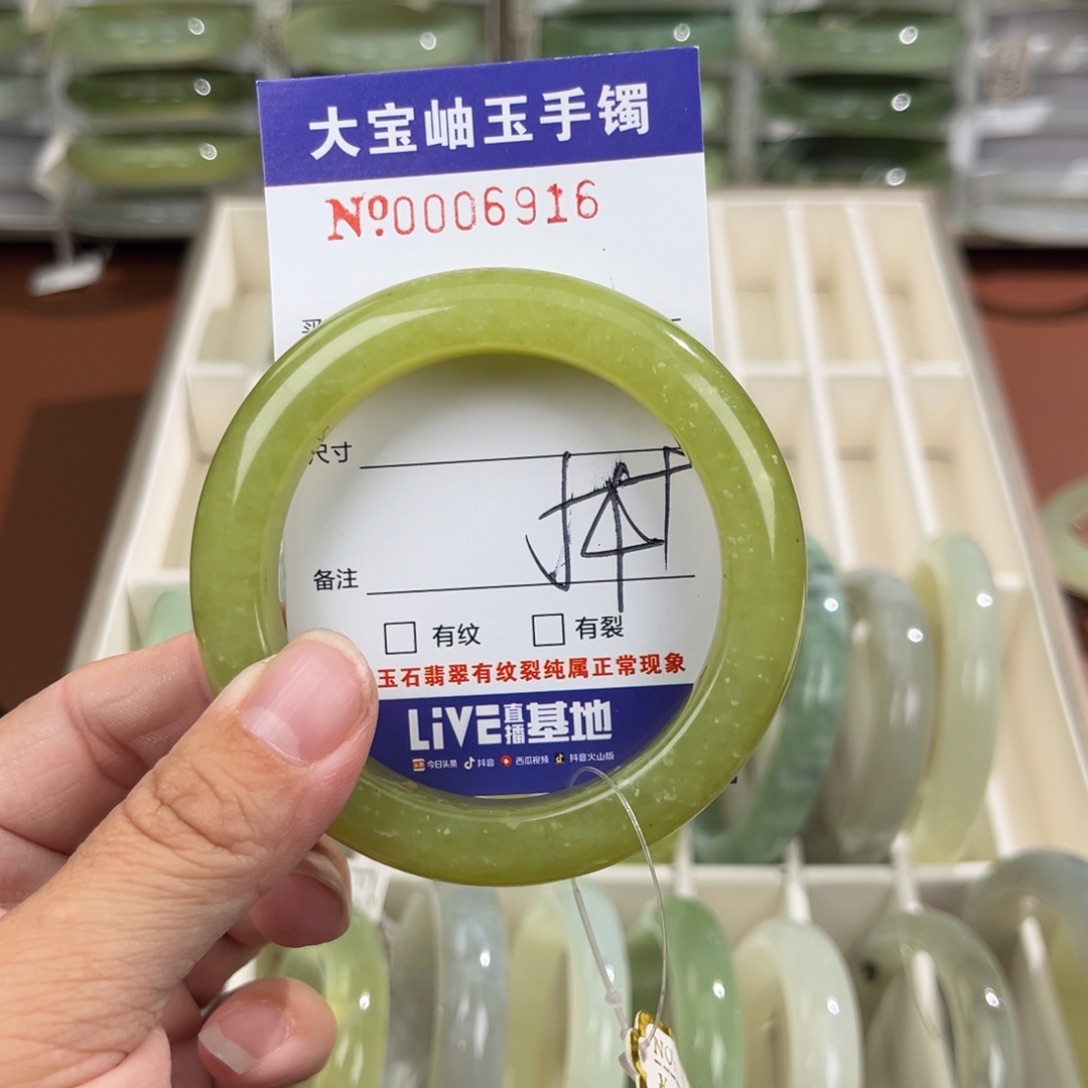 大宝岫玉手镯
№0006916
尺寸
备注
有纹 有裂
玉石翡翠有纹裂纯属正常现象
LiVE直播基地
今日头条 抖音 西瓜视频 抖音火山版
NO.